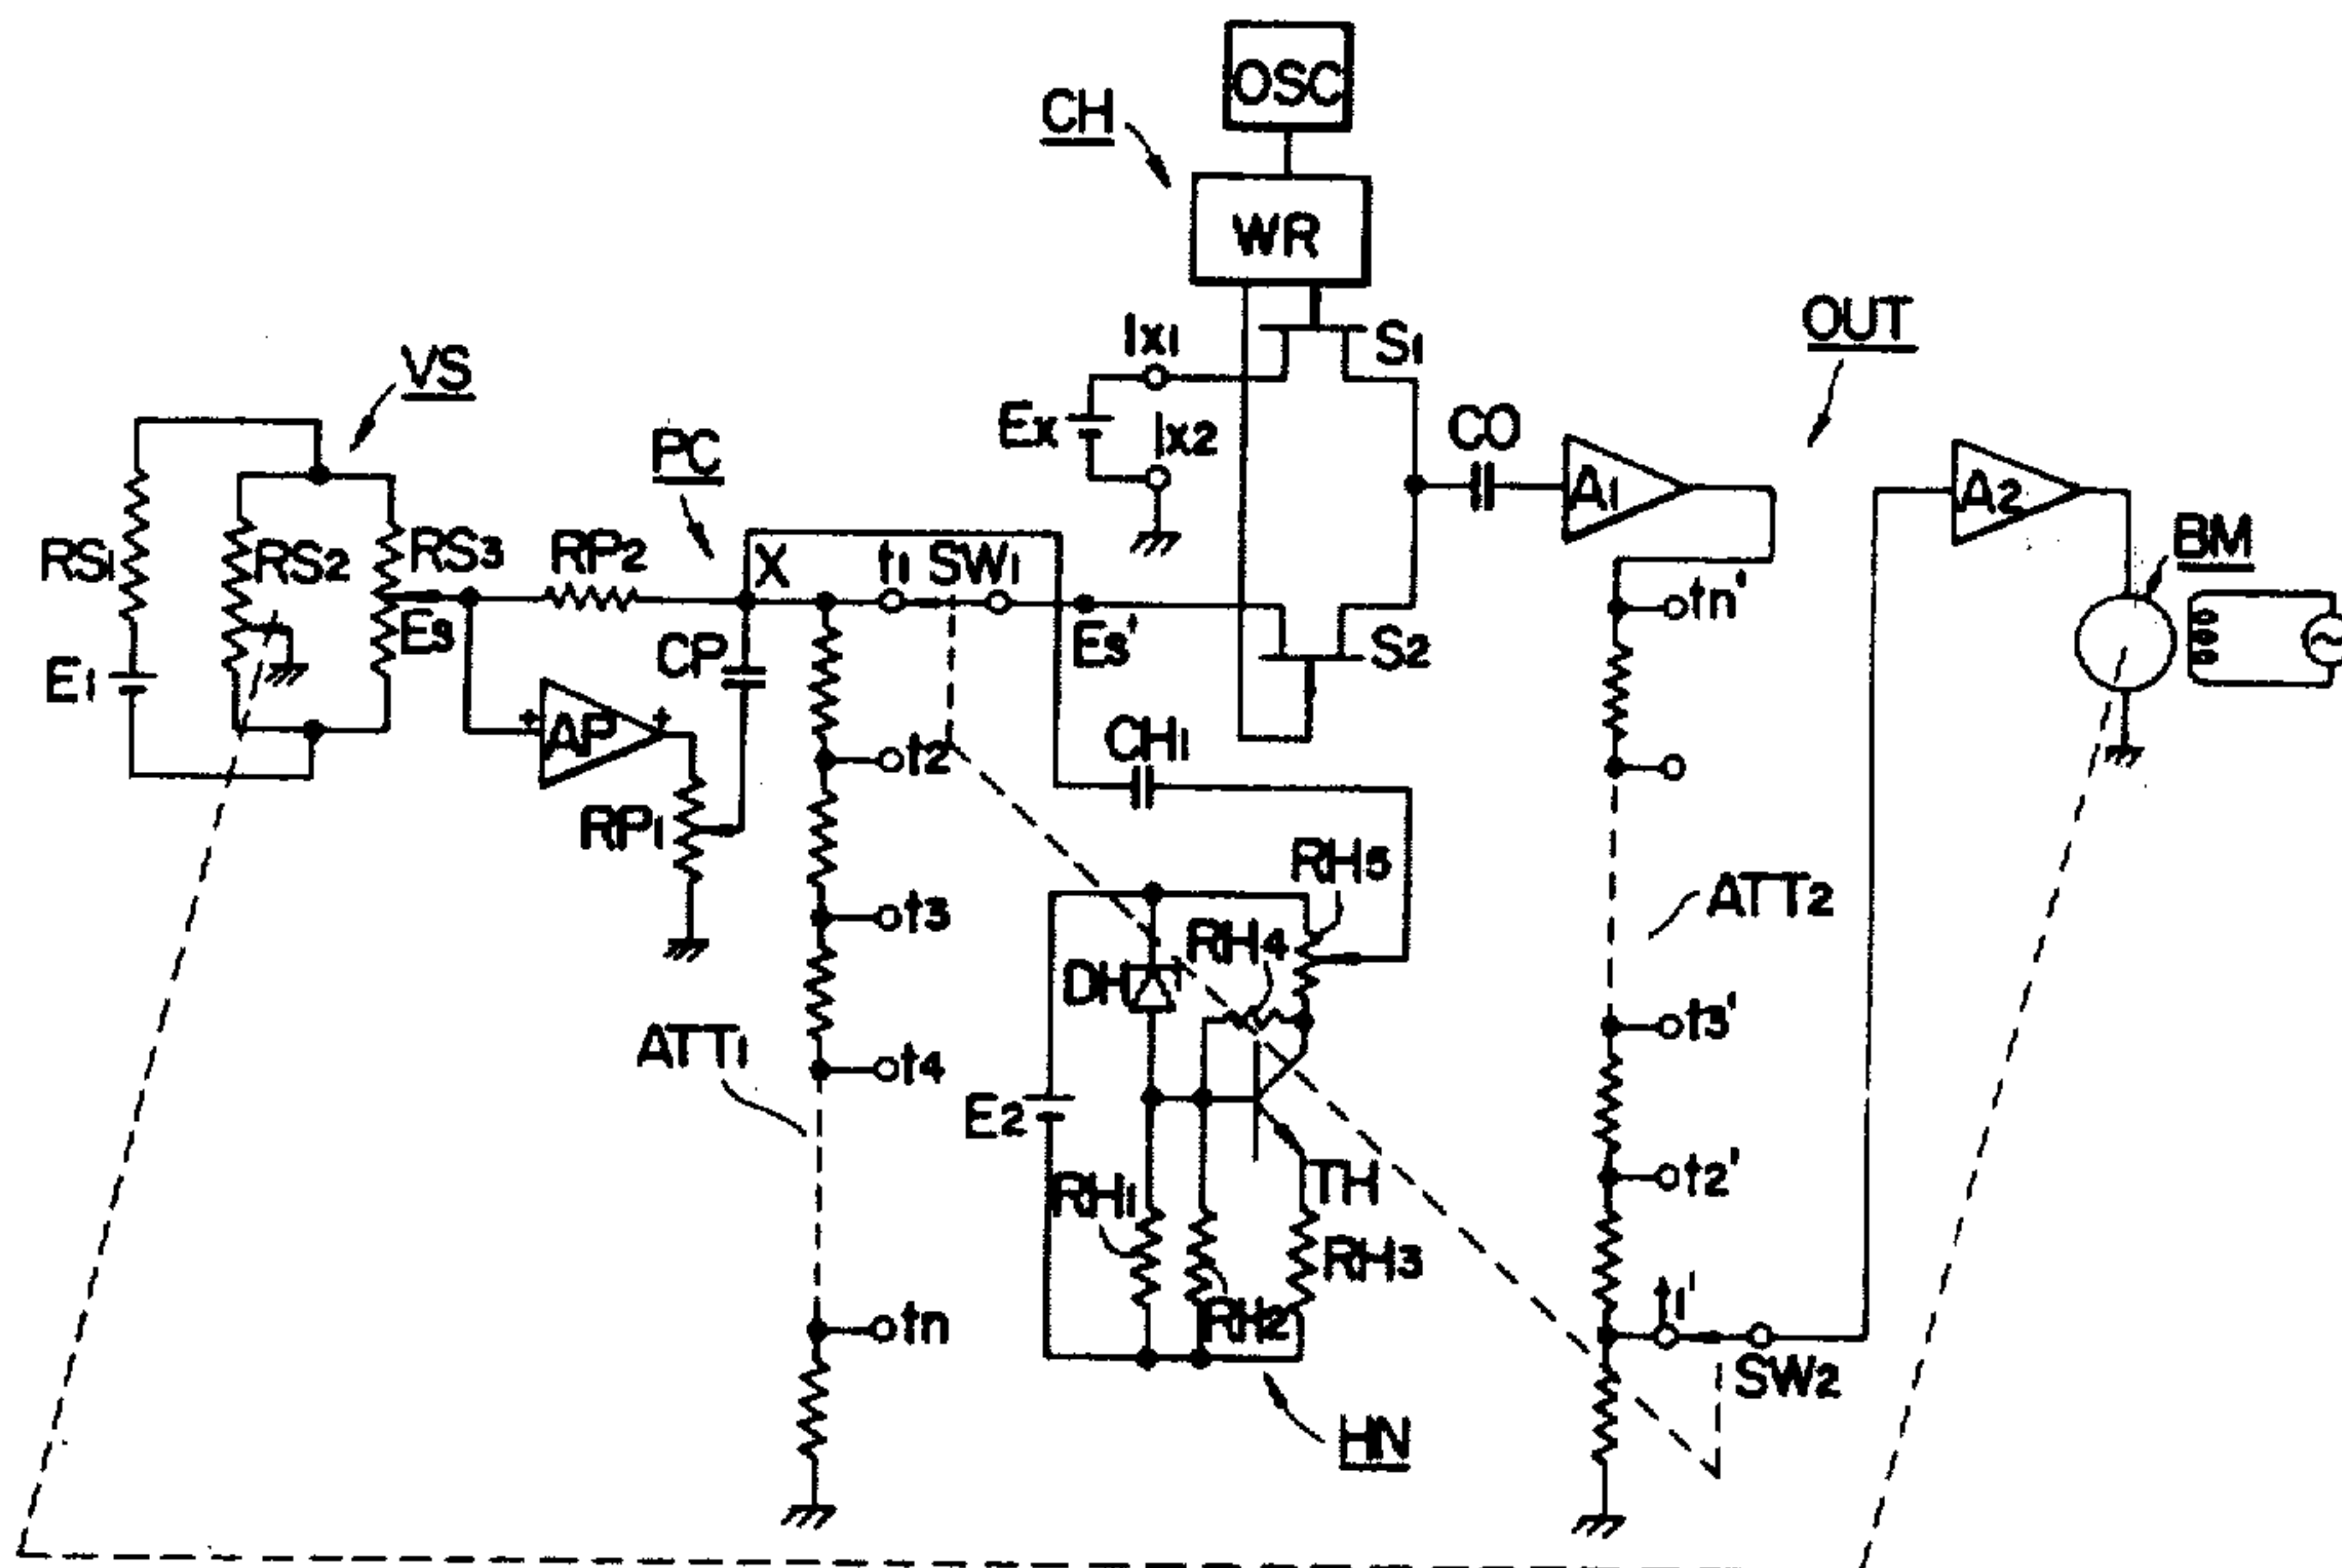 OSC
CH
WR
Ix1
S1
OUT
VS
Ex
Ix2
CO
PC
A1
A2
BM
RS1
RS2
RS3
RP2
X
t1
SW1
tn'
Es
Es'
S2
CP
E1
AP
+
+
t2
CH1
RP1
RH5
ATT2
t3
RH4
DH
ATT1
t4
t3'
E2
TH
t2'
RH1
RH3
tn
RH2
1'
SW2
HN